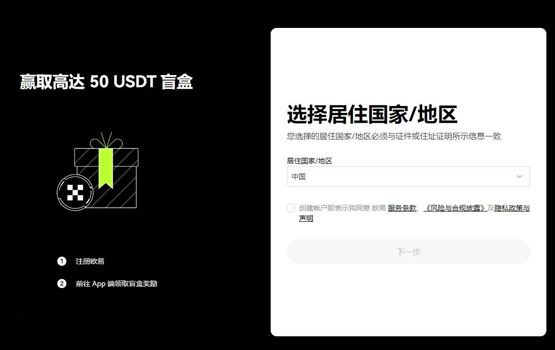 赢取高达 50 USDT 盲盒
1 注册欧易
2 前往 App 端领取盲盒奖励
选择居住国家/地区
您选择的居住国家/地区必须与证件或住址证明所示信息一致
居住国家/地区
中国
创建帐户即表示我同意 欧易 服务条款、《风险与合规披露》及隐私政策与
声明
下一步